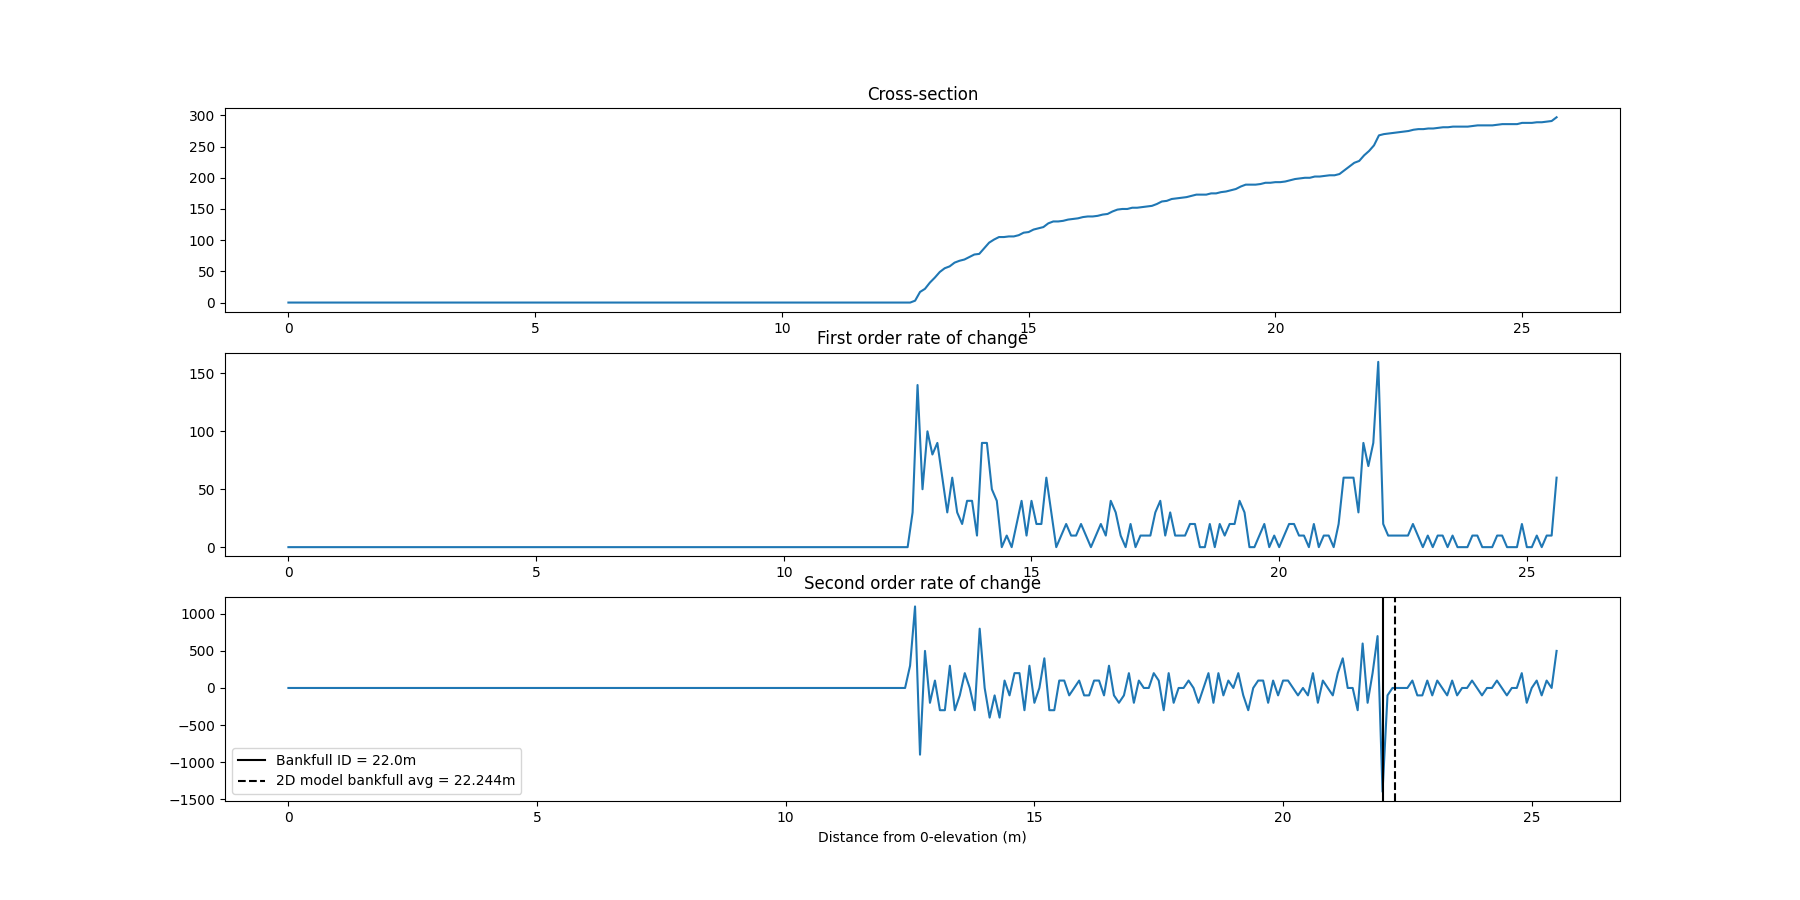 Cross-section
300
250
200
150
100
50
0
0 5 10 15 20 25
First order rate of change
150
100
50
0
0 5 10 15 20 25
Second order rate of change
1000
500
0
−500
−1000
−1500
Bankfull ID = 22.0m
2D model bankfull avg = 22.244m
0 5 10 15 20 25
Distance from 0-elevation (m)